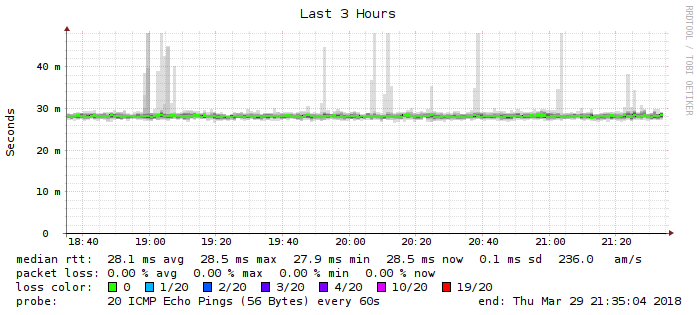 Last 3 Hours
RRDTOOL / TOBI OETIKER
Seconds
40 m
30 m
20 m
10 m
0
18:40 19:00 19:20 19:40 20:00 20:20 20:40 21:00 21:20
median rtt: 28.1 ms avg 28.5 ms max 27.9 ms min 28.5 ms now 0.1 ms sd 236.0 am/s
packet loss: 0.00 % avg 0.00 % max 0.00 % min 0.00 % now
loss color: 0 1/20 2/20 3/20 4/20 10/20 19/20
probe: 20 ICMP Echo Pings (56 Bytes) every 60s end: Thu Mar 29 21:35:04 2018